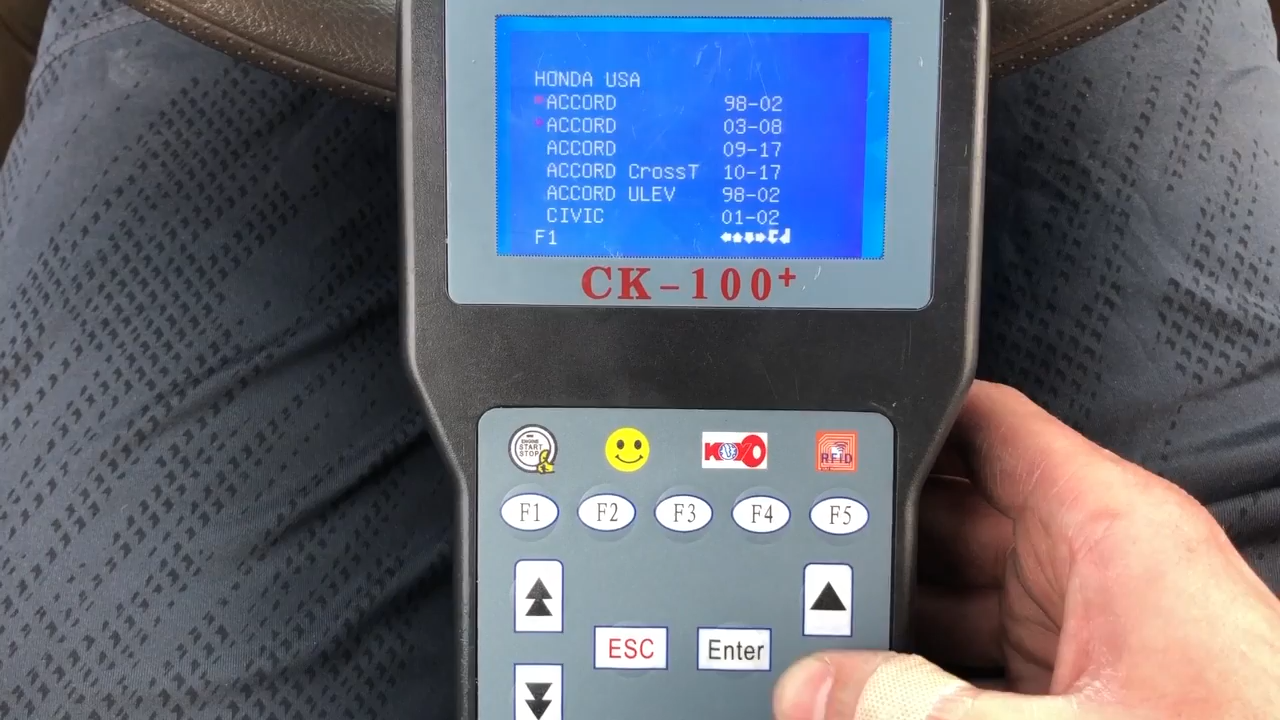 HONDA USA
*ACCORD 98-02
*ACCORD 03-08
ACCORD 09-17
ACCORD CrossT 10-17
ACCORD ULEV 98-02
CIVIC 01-02
F1
CK-100+
ENGINE START STOP
RFID
F1 F2 F3 F4 F5
ESC Enter